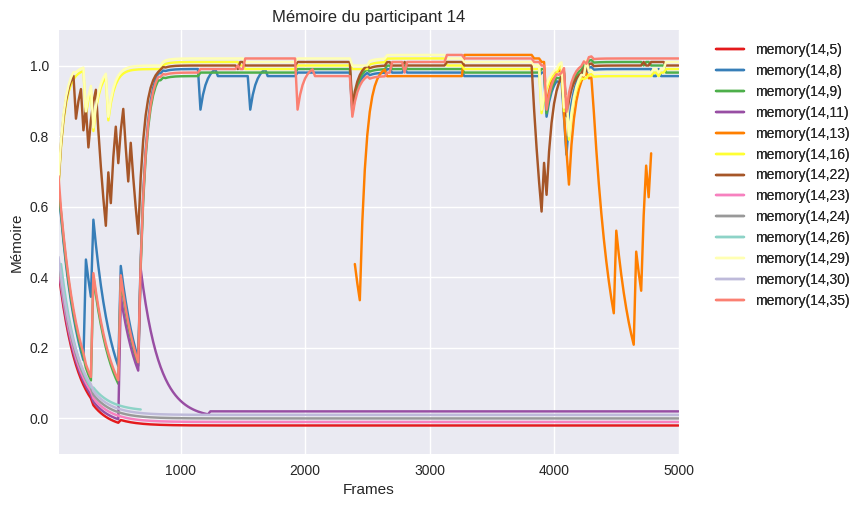 Mémoire du participant 14
Mémoire
1.0
0.8
0.6
0.4
0.2
0.0
1000
2000
3000
4000
5000
Frames
memory(14,5)
memory(14,8)
memory(14,9)
memory(14,11)
memory(14,13)
memory(14,16)
memory(14,22)
memory(14,23)
memory(14,24)
memory(14,26)
memory(14,29)
memory(14,30)
memory(14,35)